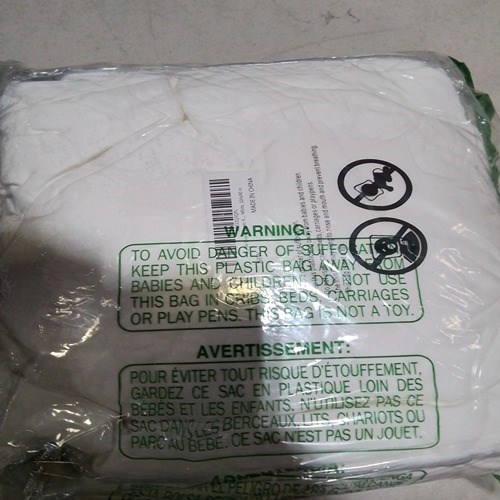 MADE IN CHINA
WARNING:
TO AVOID DANGER OF SUFFOCATION
KEEP THIS PLASTIC BAG AWAY FROM
BABIES AND CHILDREN. DO NOT USE
THIS BAG IN CRIBS, BEDS, CARRIAGES
OR PLAY PENS. THIS BAG IS NOT A TOY.
AVERTISSEMENT:
POUR ÉVITER TOUT RISQUE D'ÉTOUFFEMENT,
GARDEZ CE SAC EN PLASTIQUE LOIN DES
BÉBÉS ET LES ENFANTS. N'UTILISEZ PAS CE
SAC DANS LES BERCEAUX, LITS, CHARIOTS OU
PARC AU BÉBÉ. CE SAC N'EST PAS UN JOUET.